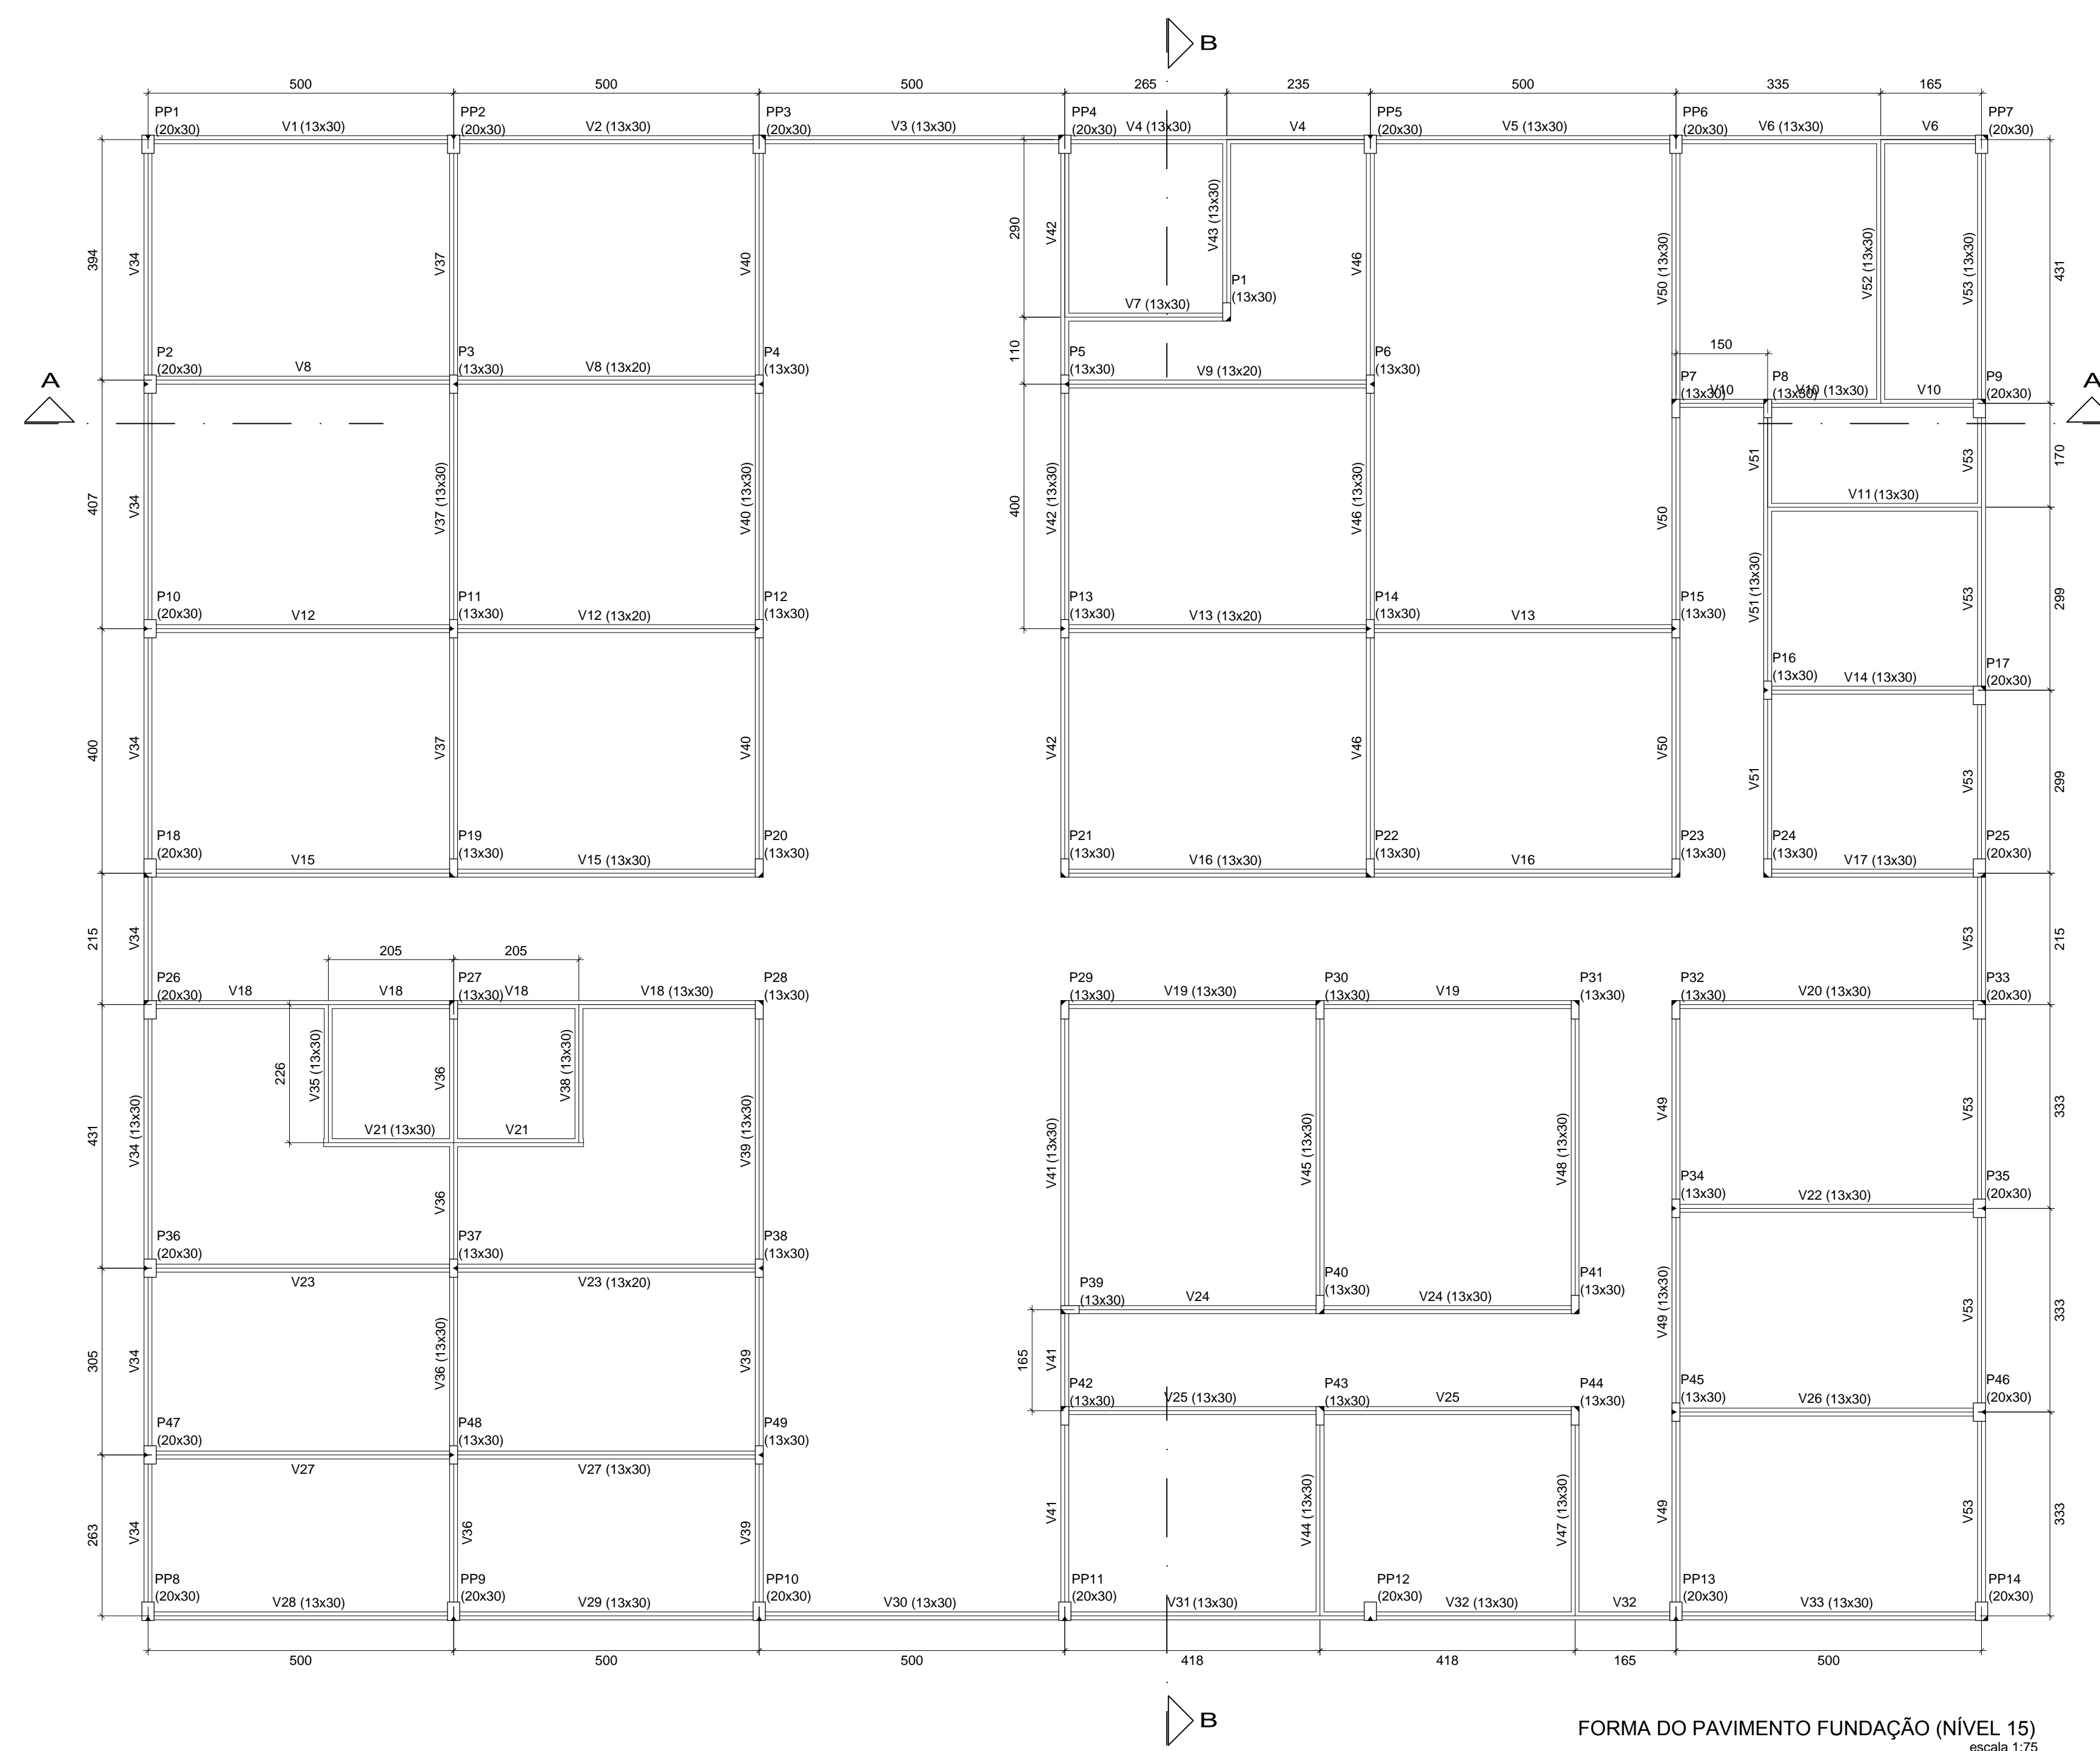 B
500 500 500 265 235 500 335 165
PP1 PP2 PP3 PP4 PP5 PP6 PP7
(20x30) V1 (13x30) (20x30) V2 (13x30) (20x30) V3 (13x30) (20x30) V4 (13x30) V4 (20x30) V5 (13x30) (20x30) V6 (13x30) V6 (20x30)
394 V34 V37 V40 290 V42 V43 (13x30) V46 V50 (13x30) V52 (13x30) V53 (13x30) 431
P1
(13x30)
V7 (13x30)
110
150
P2 P3 P4 P5 P6
(20x30) V8 (13x30) V8 (13x20) (13x30) (13x30) V9 (13x20) (13x30)
A A
P7 P8 P9
(13x30) V10 (13x30) V10 (13x30) V10 (20x30)
407 V34 V37 (13x30) V40 (13x30) 400 V42 (13x30) V46 (13x30) V50 V51 V53 170
V11 (13x30)
V51 (13x30) V53 299
P10 P11 P12 P13 P14 P15
(20x30) V12 (13x30) V12 (13x20) (13x30) (13x30) V13 (13x20) (13x30) V13 (13x30)
P16 P17
(13x30) V14 (13x30) (20x30)
400 V34 V37 V40 V42 V46 V50 V51 V53 299
P18 P19 P20 P21 P22 P23 P24 P25
(20x30) V15 (13x30) V15 (13x30) (13x30) (13x30) V16 (13x30) (13x30) V16 (13x30) (13x30) V17 (13x30) (20x30)
215 V34 V53 215
205 205
P26 P27 P28 P29 P30 P31 P32 P33
(20x30) V18 V18 (13x30) V18 V18 (13x30) (13x30) (13x30) V19 (13x30) (13x30) V19 (13x30) (13x30) V20 (13x30) (20x30)
226 V35 (13x30) V36 V38 (13x30)
431 V34 (13x30) V39 (13x30) V41 (13x30) V45 (13x30) V48 (13x30) V49 V53 333
V21 (13x30) V21
V36
P34 P35
(13x30) V22 (13x30) (20x30)
P36 P37 P38
(20x30) (13x30) (13x30)
V23 V23 (13x20)
P39 P40 P41
(13x30) V24 (13x30) V24 (13x30) (13x30)
V49 (13x30) V53 333
305 V34 V36 (13x30) V39 165 V41
P42 P43 P44 P45 P46
(13x30) V25 (13x30) (13x30) V25 (13x30) (13x30) V26 (13x30) (20x30)
P47 P48 P49
(20x30) (13x30) (13x30)
V27 V27 (13x30)
263 V34 V36 V39 V41 V44 (13x30) V47 (13x30) V49 V53 333
PP8 PP9 PP10 PP11 PP12 PP13 PP14
(20x30) V28 (13x30) (20x30) V29 (13x30) (20x30) V30 (13x30) (20x30) V31 (13x30) (20x30) V32 (13x30) V32 (20x30) V33 (13x30) (20x30)
500 500 500 418 418 165 500
B
FORMA DO PAVIMENTO FUNDAÇÃO (NÍVEL 15)
escala 1:75